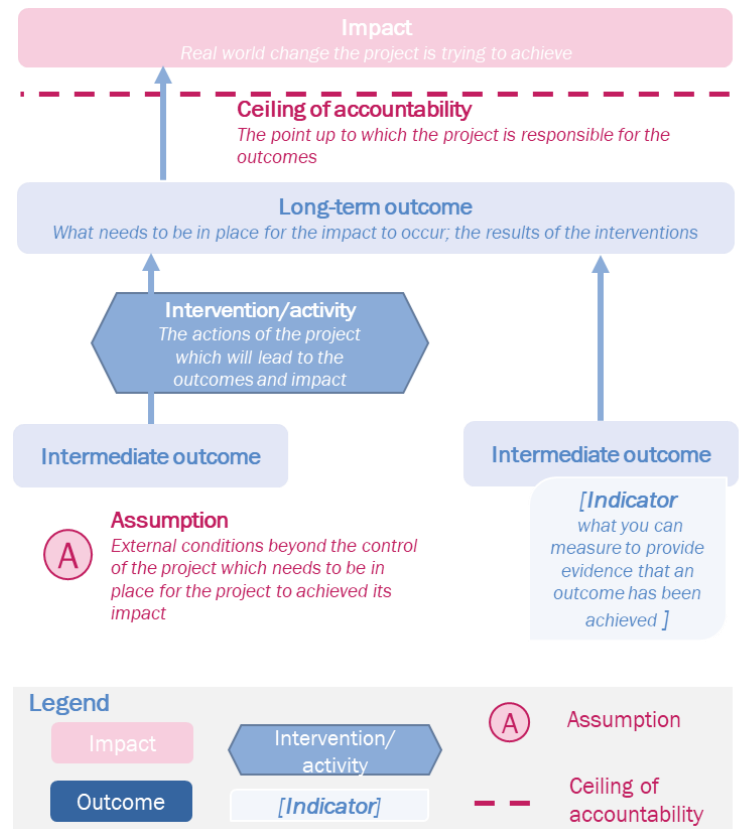 Impact
Real world change the project is trying to achieve
Ceiling of accountability
The point up to which the project is responsible for the
outcomes
Long-term outcome
What needs to be in place for the impact to occur; the results of the interventions
Intervention/activity
The actions of the project
which will lead to the
outcomes and impact
Intermediate outcome
Intermediate outcome
[Indicator
what you can
measure to provide
evidence that an
outcome has been
achieved ]
A
Assumption
External conditions beyond the control
of the project which needs to be in
place for the project to achieved its
impact
Legend
Impact
Intervention/
activity
A
Assumption
Outcome
[Indicator]
Ceiling of
accountability